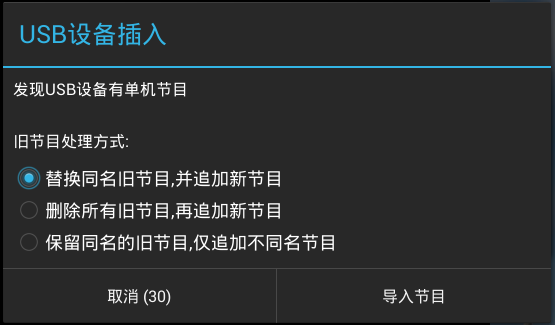 USB设备插入
发现USB设备有单机节目
旧节目处理方式:
替换同名旧节目,并追加新节目
删除所有旧节目,再追加新节目
保留同名的旧节目,仅追加不同名节目
取消 (30)
导入节目